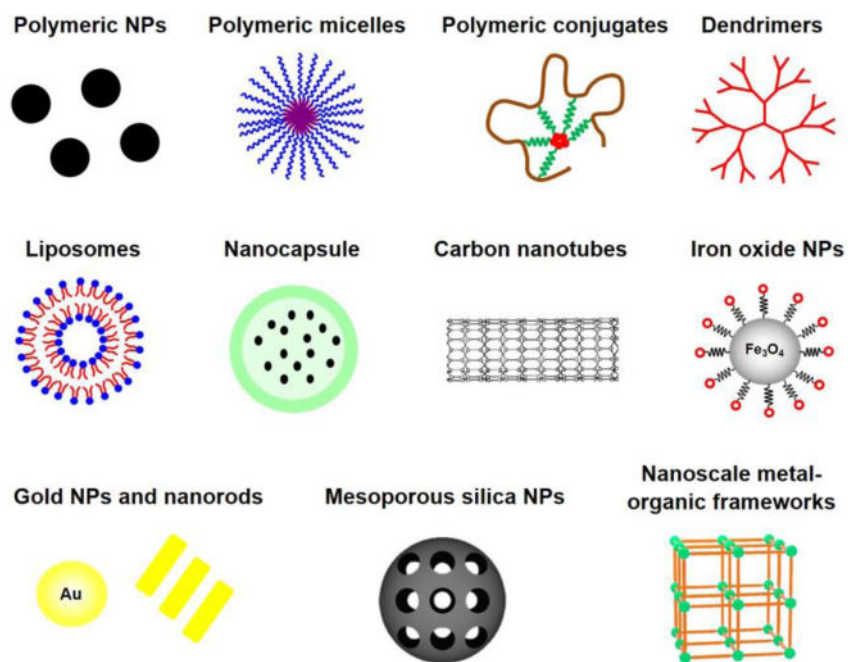 Polymeric NPs
Polymeric micelles
Polymeric conjugates
Dendrimers
Liposomes
Nanocapsule
Carbon nanotubes
Iron oxide NPs
Fe₃O₄
Gold NPs and nanorods
Mesoporous silica NPs
Nanoscale metal-
organic frameworks
Au